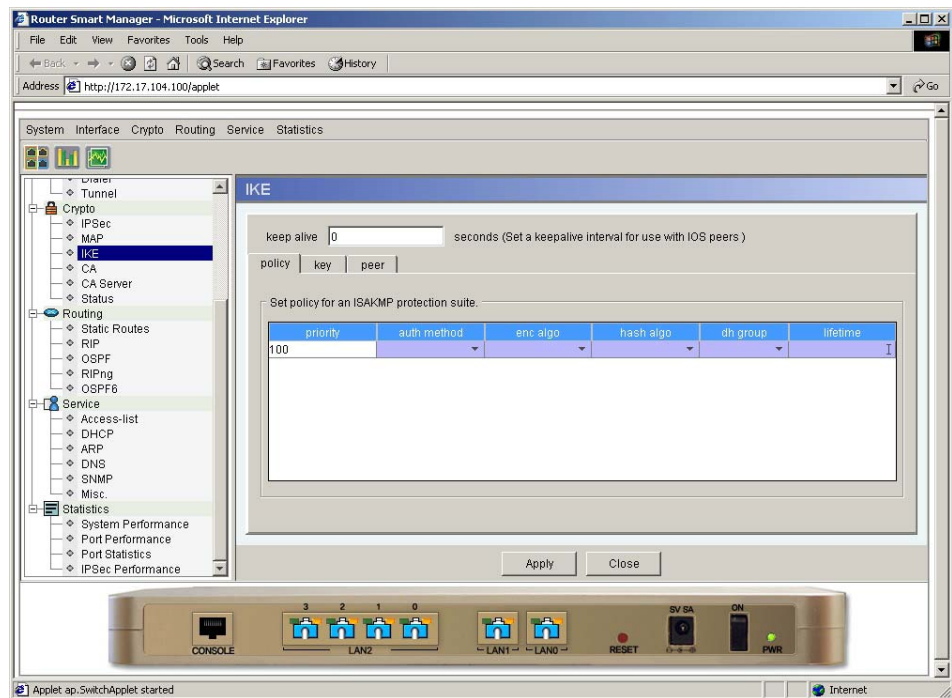 Router Smart Manager - Microsoft Internet Explorer
File Edit View Favorites Tools Help
Back Search Favorites History
Address http://172.17.104.100/applet Go
System Interface Crypto Routing Service Statistics
Dialer
Tunnel
Crypto
IPSec
MAP
IKE
CA
CA Server
Status
Routing
Static Routes
RIP
OSPF
RIPng
OSPF6
Service
Access-list
DHCP
ARP
DNS
SNMP
Misc.
Statistics
System Performance
Port Performance
Port Statistics
IPSec Performance
IKE
keep alive 0 seconds (Set a keepalive interval for use with IOS peers )
policy key peer
Set policy for an ISAKMP protection suite.
priority auth method enc algo hash algo dh group lifetime
100
Apply Close
CONSOLE
3 2 1 0
LAN2
LAN1 LAN0
RESET
5V 5A
ON
PWR
Applet ap.SwitchApplet started Internet